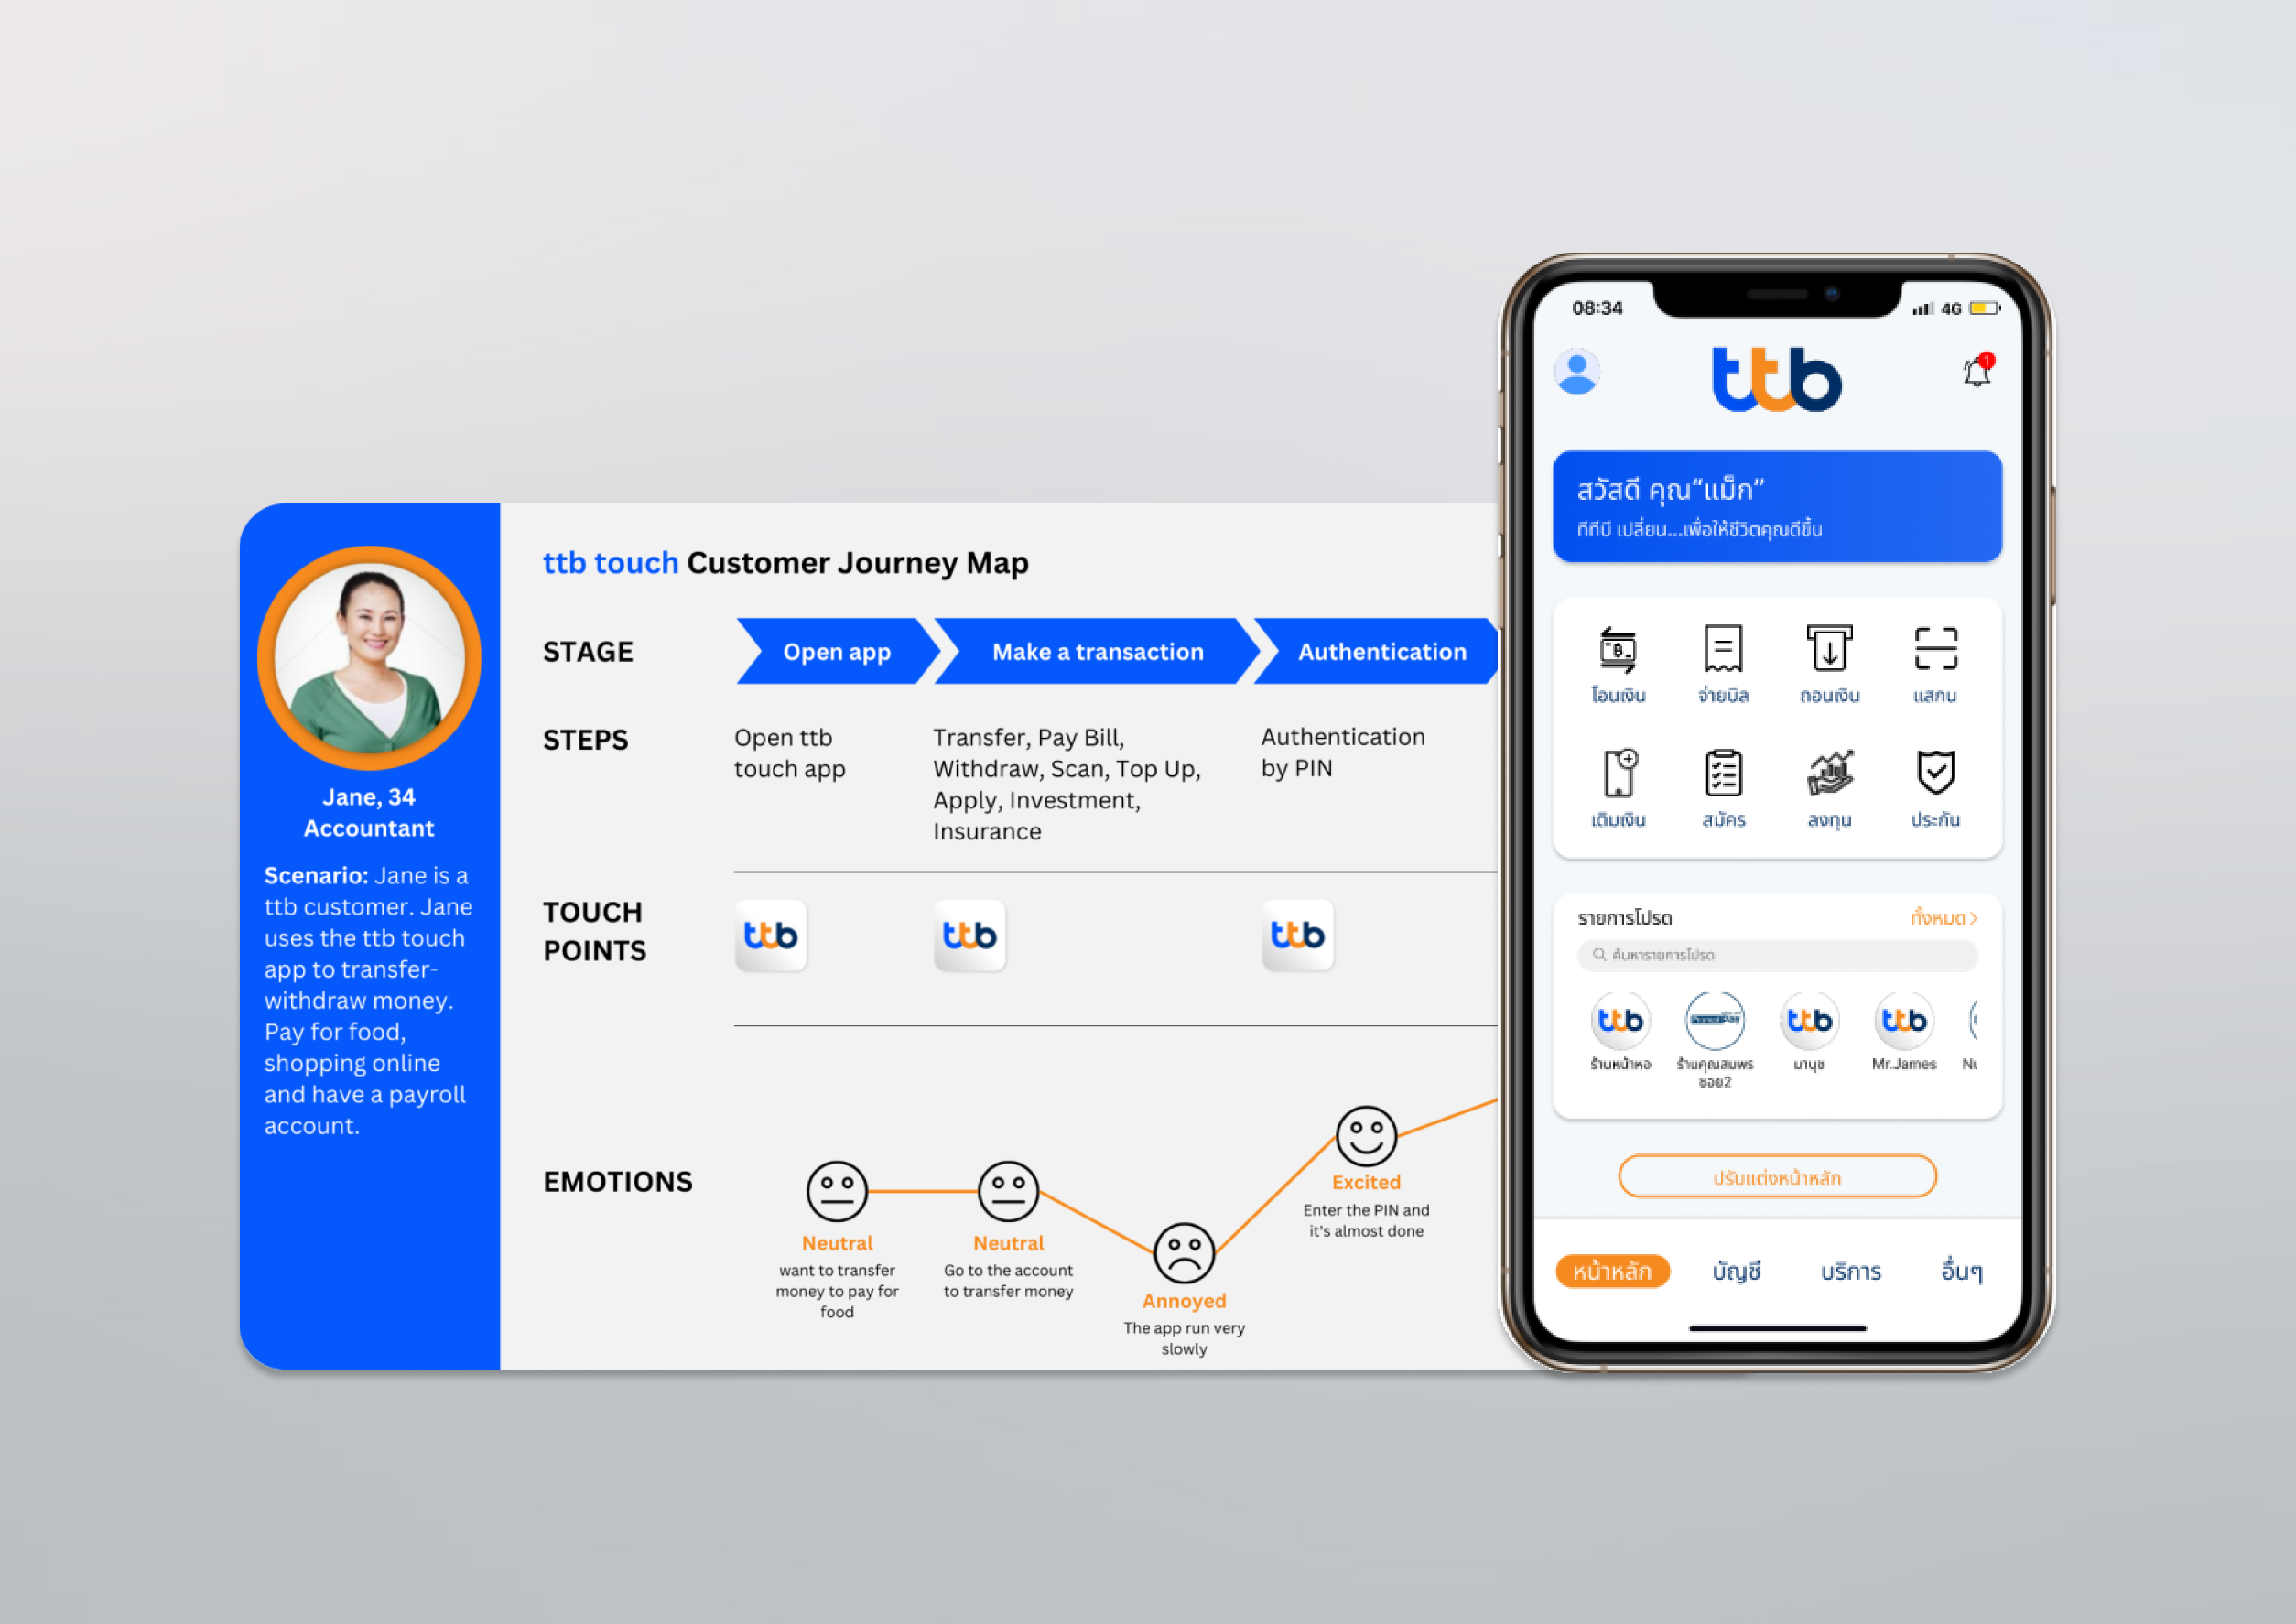 Jane, 34
Accountant
Scenario: Jane is a
ttb customer. Jane
uses the ttb touch
app to transfer-
withdraw money.
Pay for food,
shopping online
and have a payroll
account.
ttb touch Customer Journey Map
STAGE
Open app
Make a transaction
Authentication
STEPS
Open ttb
touch app
Transfer, Pay Bill,
Withdraw, Scan, Top Up,
Apply, Investment,
Insurance
Authentication
by PIN
TOUCH
POINTS
ttb
ttb
ttb
EMOTIONS
Neutral
want to transfer
money to pay for
food
Neutral
Go to the account
to transfer money
Annoyed
The app run very
slowly
Excited
Enter the PIN and
it's almost done
08:34
4G
ttb
1
สวัสดี คุณ“แม็ก”
ทีทีบี เปลี่ยน...เพื่อให้ชีวิตคุณดีขึ้น
โอนเงิน
จ่ายบิล
ถอนเงิน
แสกน
เติมเงิน
สมัคร
ลงทุน
ประกัน
รายการโปรด
ทั้งหมด >
ค้นหารายการโปรด
ttb
ttb
ttb
ร้านหน้าหอ
ร้านคุณสมพร
ซอย2
มานุช
Mr.James
ปรับแต่งหน้าหลัก
หน้าหลัก
บัญชี
บริการ
อื่นๆ